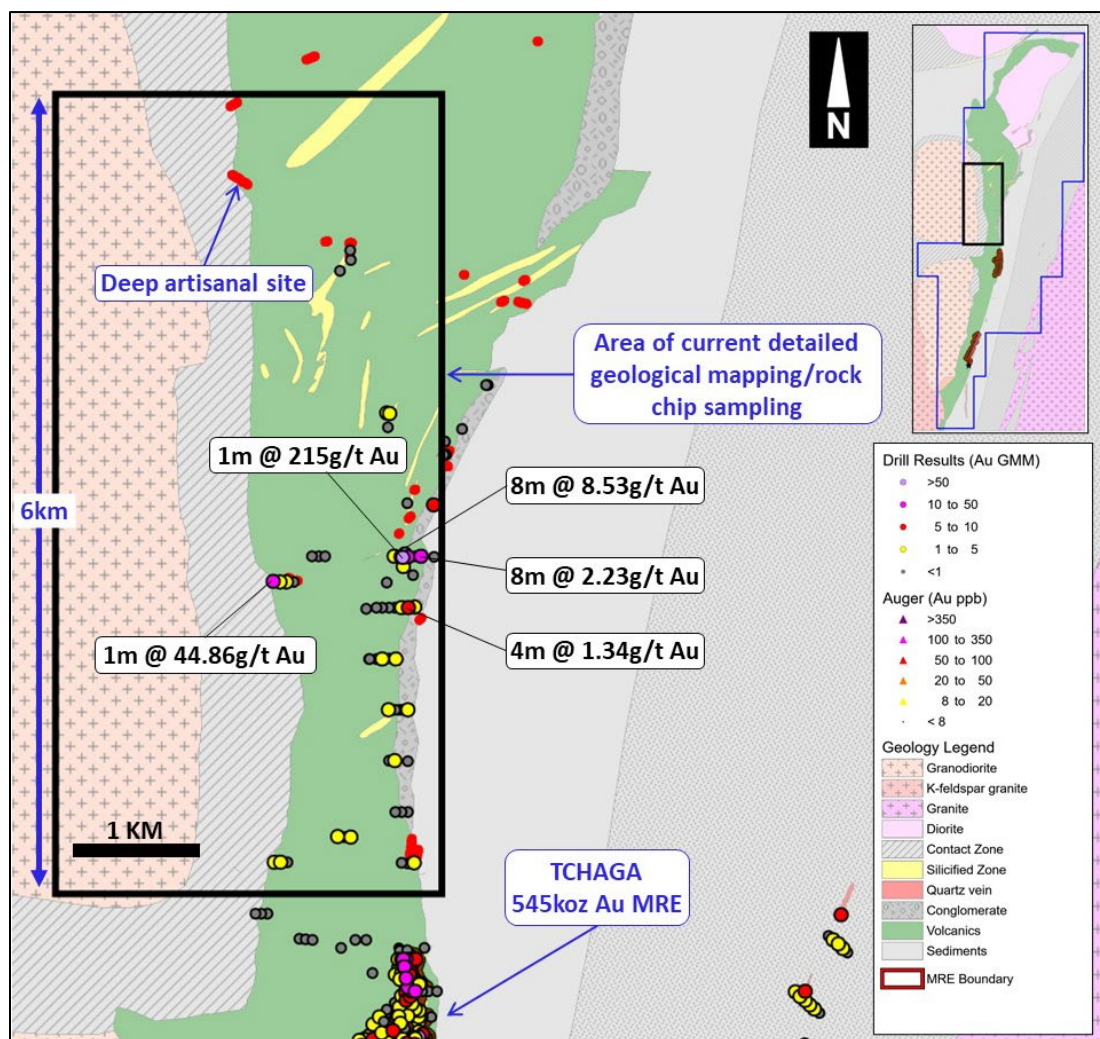 N
Deep artisanal site
Area of current detailed
geological mapping/rock
chip sampling
1m @ 215g/t Au
8m @ 8.53g/t Au
6km
8m @ 2.23g/t Au
1m @ 44.86g/t Au
4m @ 1.34g/t Au
1 KM
TCHAGA
545koz Au MRE
Drill Results (Au GMM)
>50
10 to 50
5 to 10
1 to 5
<1
Auger (Au ppb)
>350
100 to 350
50 to 100
20 to 50
8 to 20
< 8
Geology Legend
Granodiorite
K-feldspar granite
Granite
Diorite
Contact Zone
Silicified Zone
Quartz vein
Conglomerate
Volcanics
Sediments
MRE Boundary